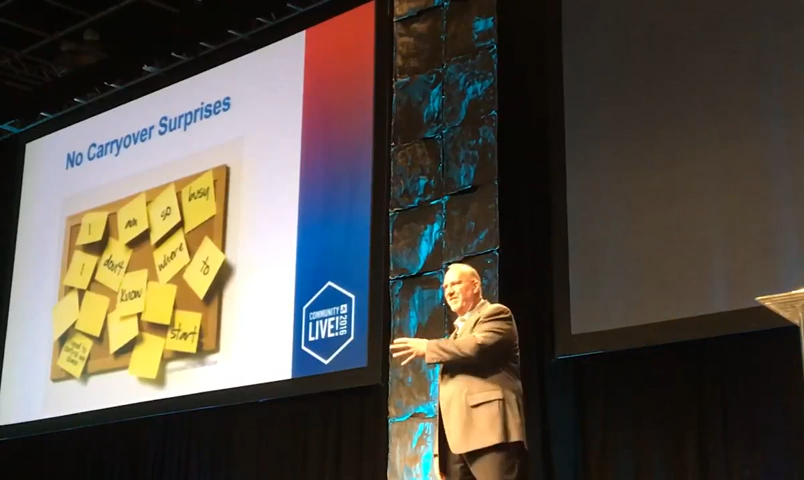 No Carryover Surprises
I am so busy
I don't know where to
start
COMMUNITY
LIVE! 2016